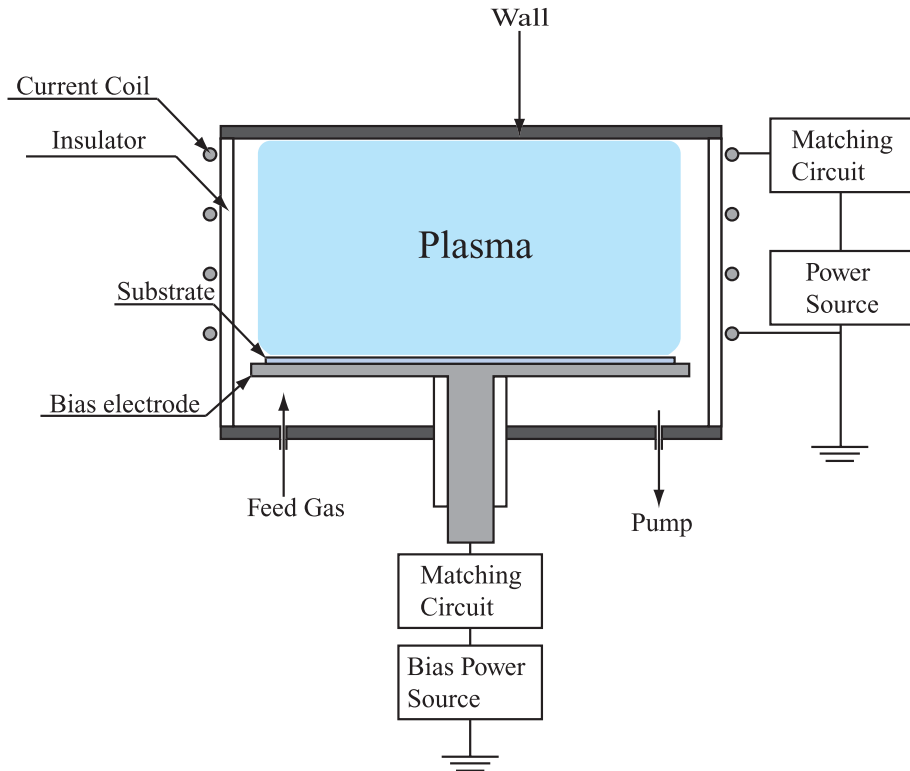 Wall
Current Coil
Insulator
Matching
Circuit
Plasma
Power
Source
Substrate
Bias electrode
Feed Gas
Pump
Matching
Circuit
Bias Power
Source